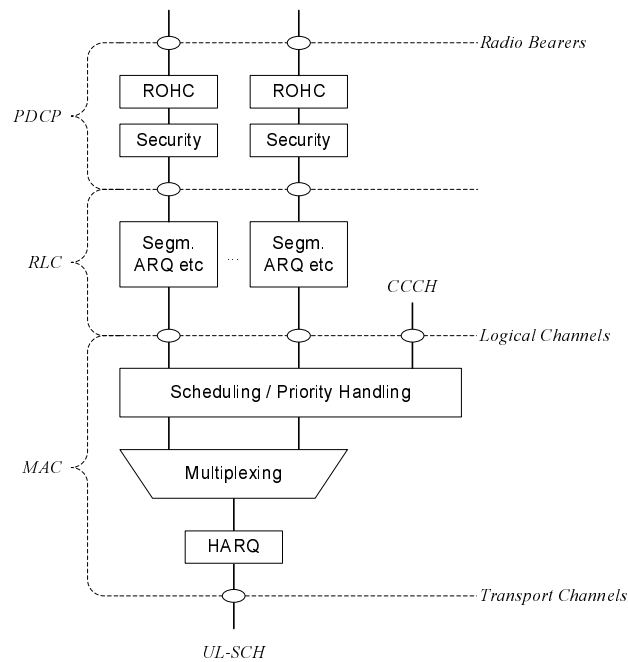 Radio Bearers
ROHC
ROHC
PDCP
Security
Security
Segm.
ARQ etc
...
Segm.
ARQ etc
RLC
CCCH
Logical Channels
Scheduling / Priority Handling
MAC
Multiplexing
HARQ
Transport Channels
UL-SCH